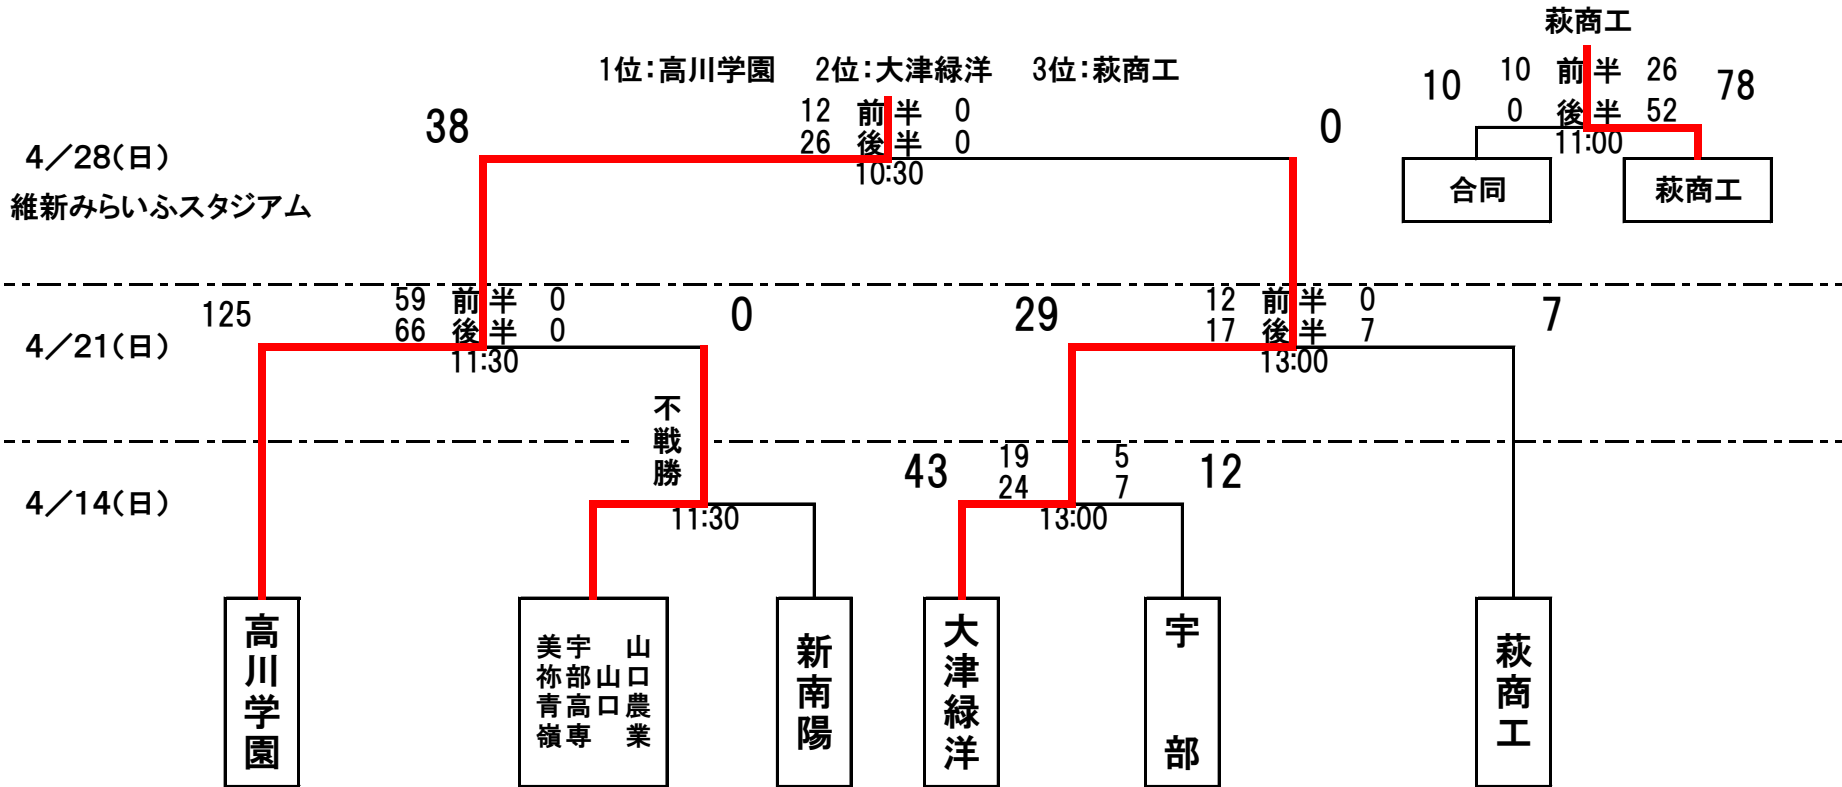 萩商工
1位：高川学園 2位：大津緑洋 3位：萩商工
10 10 前半 26 78
0 後半 52
11:00
合同 萩商工
38 12 前半 0 0
26 後半 0
10:30
4／28(日)
維新みらいふスタジアム
125 59 前半 0 0
66 後半 0
11:30
29 12 前半 0 7
17 後半 7
13:00
4／21(日)
不戦勝
11:30
43 19 5 12
24 7
13:00
4／14(日)
高川学園
山口農業
山口
宇部高専
美祢青嶺
新南陽
大津緑洋
宇部
萩商工